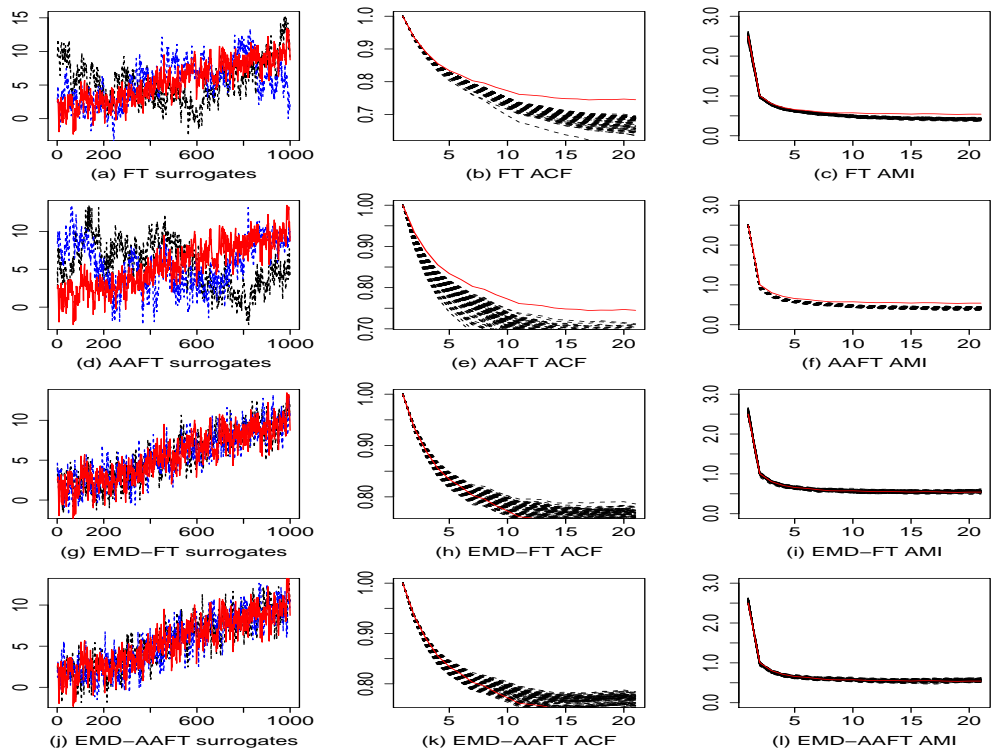 15
10
5
0
0 200 600 1000
(a) FT surrogates
1.0
0.9
0.8
0.7
5 10 15 20
(b) FT ACF
3.0
2.0
1.0
0.0
5 10 15 20
(c) FT AMI
10
5
0
0 200 600 1000
(d) AAFT surrogates
1.00
0.90
0.80
0.70
5 10 15 20
(e) AAFT ACF
3.0
2.0
1.0
0.0
5 10 15 20
(f) AAFT AMI
10
5
0
0 200 600 1000
(g) EMD−FT surrogates
1.00
0.90
0.80
5 10 15 20
(h) EMD−FT ACF
3.0
2.0
1.0
0.0
5 10 15 20
(i) EMD−FT AMI
10
5
0
0 200 600 1000
(j) EMD−AAFT surrogates
1.00
0.90
0.80
5 10 15 20
(k) EMD−AAFT ACF
3.0
2.0
1.0
0.0
5 10 15 20
(l) EMD−AAFT AMI